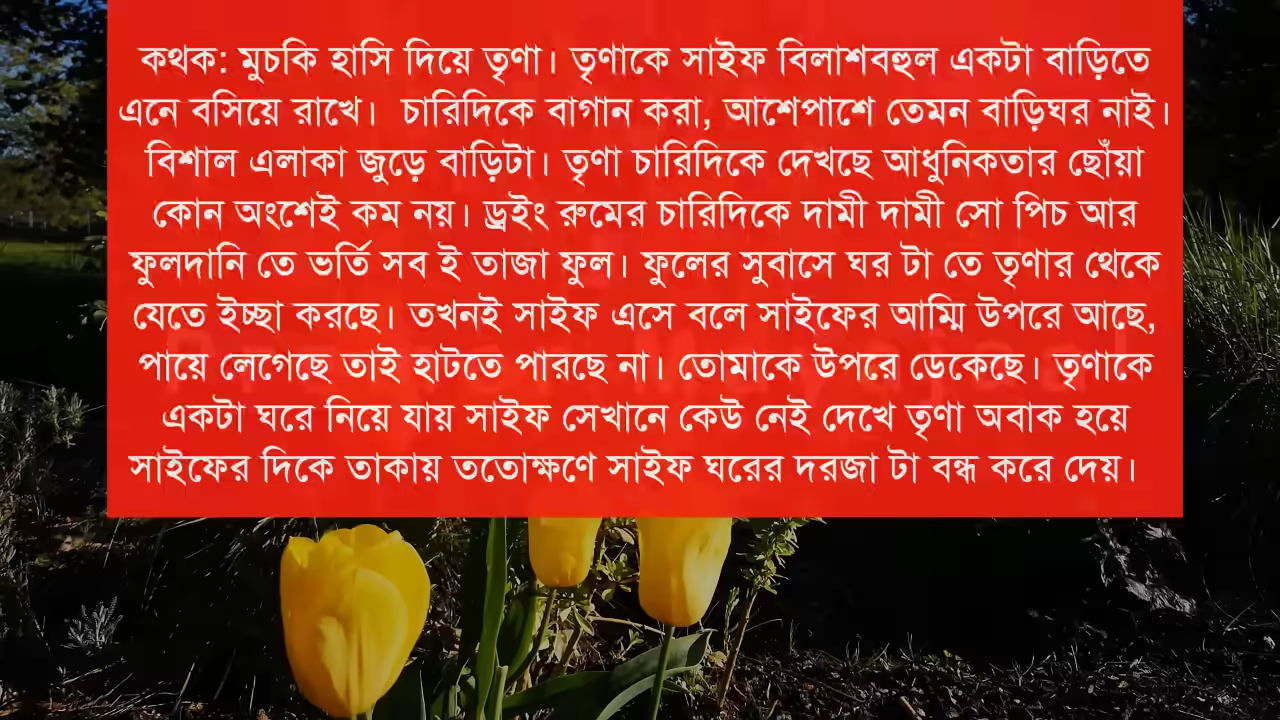 কথক: মুচকি হাসি দিয়ে তৃণা। তৃণাকে সাইফ বিলাশবহুল একটা বাড়িতে
এনে বসিয়ে রাখে। চারিদিকে বাগান করা, আশেপাশে তেমন বাড়িঘর নাই।
বিশাল এলাকা জুড়ে বাড়িটা। তৃণা চারিদিকে দেখছে আধুনিকতার ছোঁয়া
কোন অংশেই কম নয়। ড্রইং রুমের চারিদিকে দামী দামী সো পিচ আর
ফুলদানি তে ভর্তি সব ই তাজা ফুল। ফুলের সুবাসে ঘর টা তে তৃণার থেকে
যেতে ইচ্ছা করছে। তখনই সাইফ এসে বলে সাইফের আম্মি উপরে আছে,
পায়ে লেগেছে তাই হাটতে পারছে না। তোমাকে উপরে ডেকেছে। তৃণাকে
একটা ঘরে নিয়ে যায় সাইফ সেখানে কেউ নেই দেখে তৃণা অবাক হয়ে
সাইফের দিকে তাকায় ততোক্ষণে সাইফ ঘরের দরজা টা বন্ধ করে দেয়।